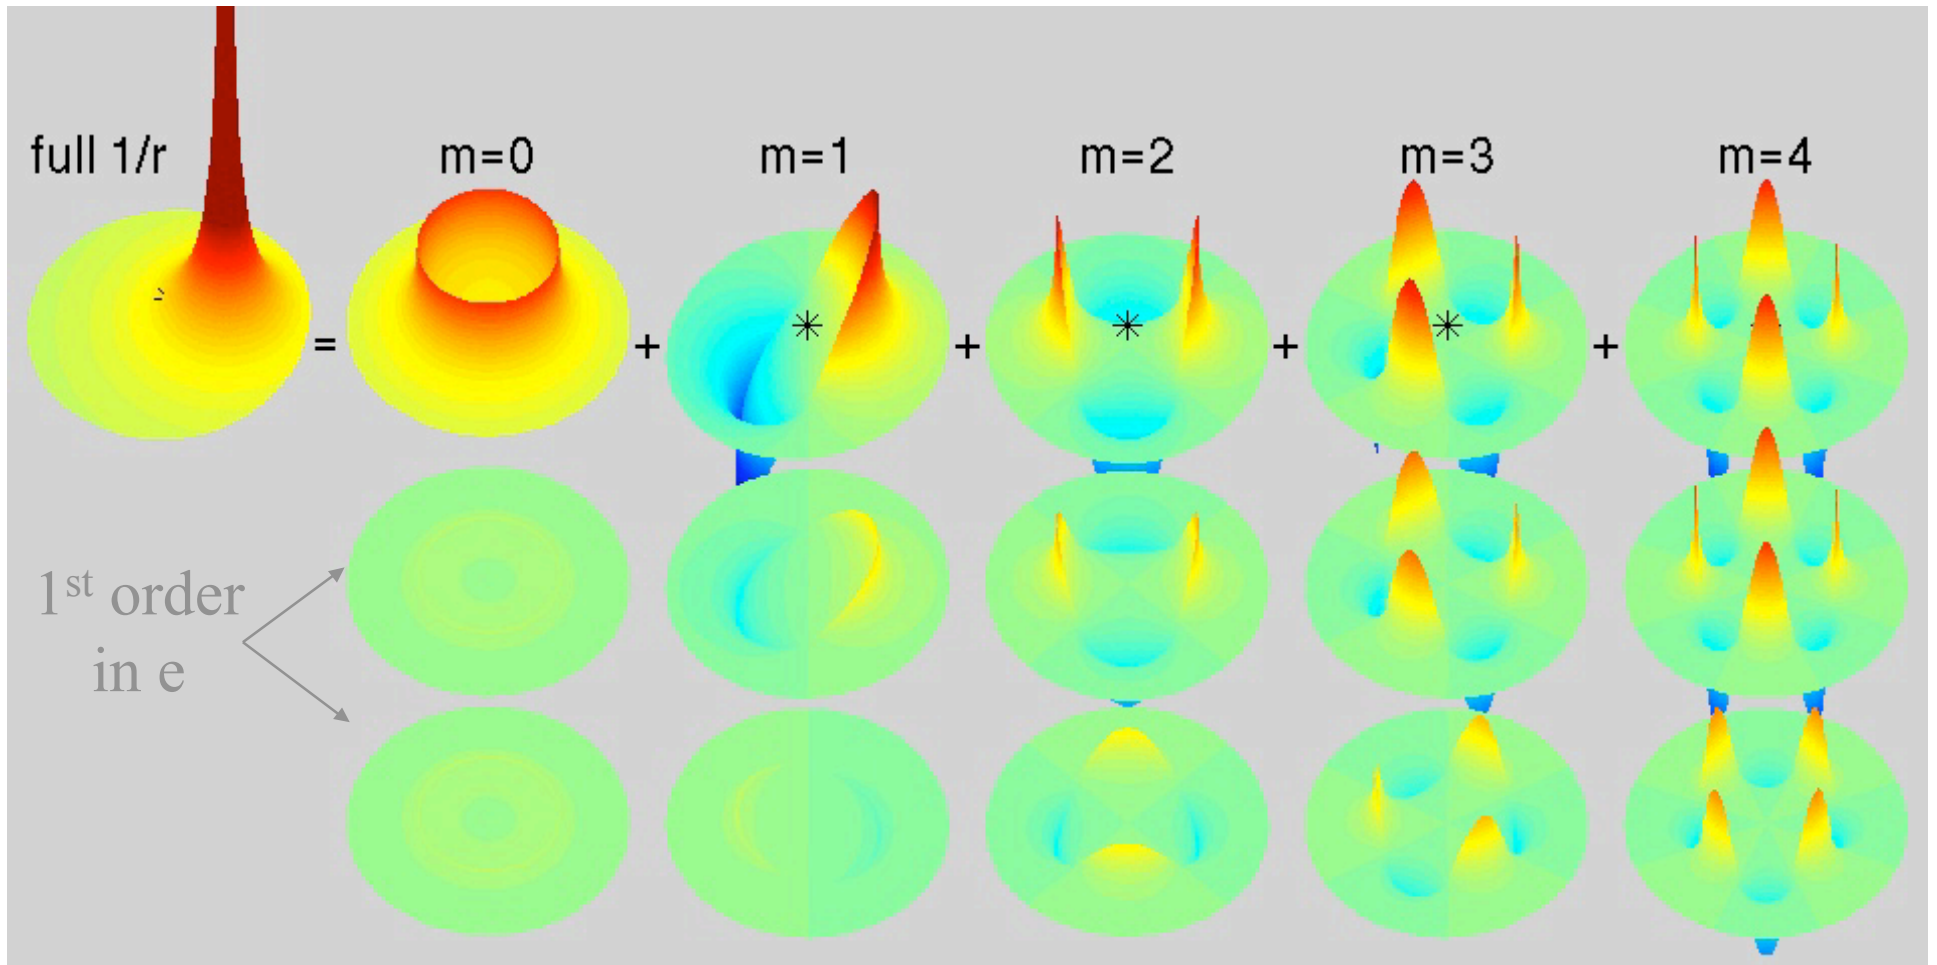 full 1/r
m=0
m=1
m=2
m=3
m=4
= + + + +
1st order
in e